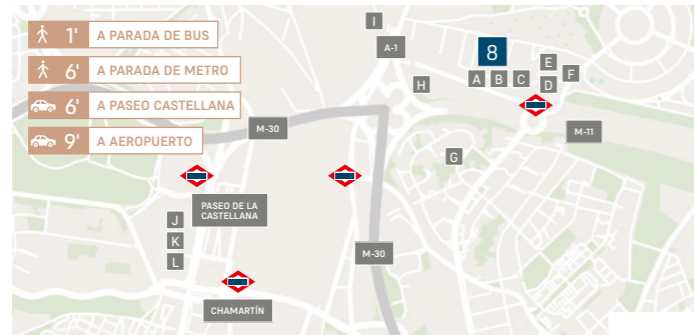 1' A PARADA DE BUS
6' A PARADA DE METRO
6' A PASEO CASTELLANA
9' A AEROPUERTO
I
A-1
8
H
A B C
E
D
F
M-30
M-11
G
PASEO DE LA
CASTELLANA
J
K
L
M-30
CHAMARTÍN